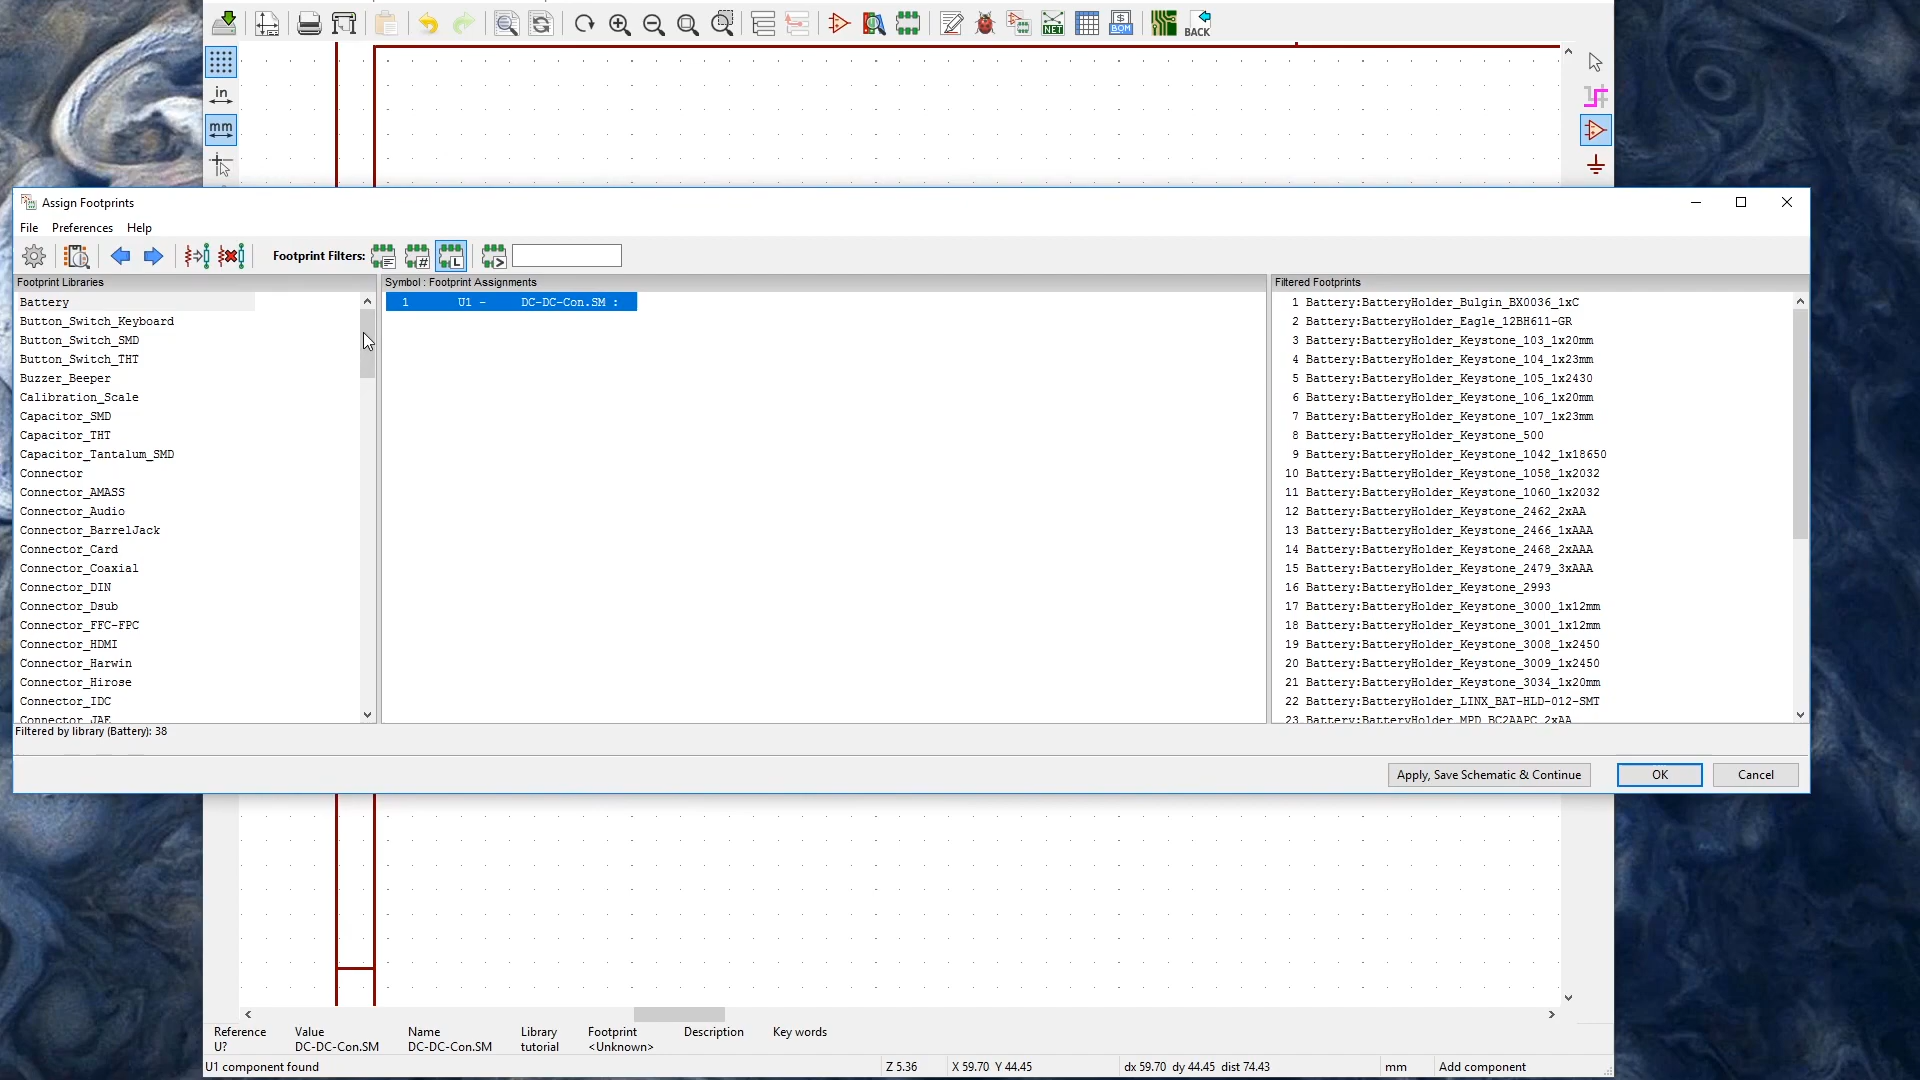 in
mm
NET
BOM
BACK
Assign Footprints
File Preferences Help
Footprint Filters:
Footprint Libraries
Battery
Button_Switch_Keyboard
Button_Switch_SMD
Button_Switch_THT
Buzzer_Beeper
Calibration_Scale
Capacitor_SMD
Capacitor_THT
Capacitor_Tantalum_SMD
Connector
Connector_AMASS
Connector_Audio
Connector_BarrelJack
Connector_Card
Connector_Coaxial
Connector_DIN
Connector_Dsub
Connector_FFC-FPC
Connector_HDMI
Connector_Harwin
Connector_Hirose
Connector_IDC
Connector_JAE
Symbol : Footprint Assignments
1 U1 - DC-DC-Con.SM :
Filtered Footprints
1 Battery:BatteryHolder_Bulgin_BX0036_1xC
2 Battery:BatteryHolder_Eagle_12BH611-GR
3 Battery:BatteryHolder_Keystone_103_1x20mm
4 Battery:BatteryHolder_Keystone_104_1x23mm
5 Battery:BatteryHolder_Keystone_105_1x2430
6 Battery:BatteryHolder_Keystone_106_1x20mm
7 Battery:BatteryHolder_Keystone_107_1x23mm
8 Battery:BatteryHolder_Keystone_500
9 Battery:BatteryHolder_Keystone_1042_1x18650
10 Battery:BatteryHolder_Keystone_1058_1x2032
11 Battery:BatteryHolder_Keystone_1060_1x2032
12 Battery:BatteryHolder_Keystone_2462_2xAA
13 Battery:BatteryHolder_Keystone_2466_1xAAA
14 Battery:BatteryHolder_Keystone_2468_2xAAA
15 Battery:BatteryHolder_Keystone_2479_3xAAA
16 Battery:BatteryHolder_Keystone_2993
17 Battery:BatteryHolder_Keystone_3000_1x12mm
18 Battery:BatteryHolder_Keystone_3001_1x12mm
19 Battery:BatteryHolder_Keystone_3008_1x2450
20 Battery:BatteryHolder_Keystone_3009_1x2450
21 Battery:BatteryHolder_Keystone_3034_1x20mm
22 Battery:BatteryHolder_LINX_BAT-HLD-012-SMT
23 Battery:BatteryHolder_MPD_BC2AAPC_2xAA
Filtered by library (Battery): 38
Apply, Save Schematic & Continue OK Cancel
Reference Value Name Library Footprint Description Key words
U? DC-DC-Con.SM DC-DC-Con.SM tutorial <Unknown>
U1 component found Z 5.36 X 59.70 Y 44.45 dx 59.70 dy 44.45 dist 74.43 mm Add component